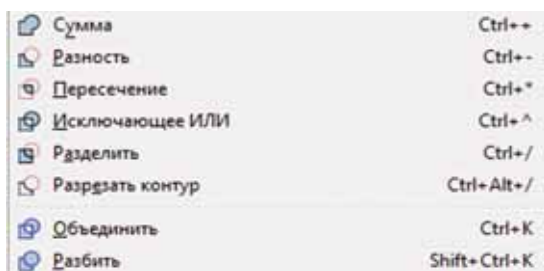 Сумма Ctrl++
Разность Ctrl+-
Пересечение Ctrl+*
Исключающее ИЛИ Ctrl+^
Разделить Ctrl+/
Разрезать контур Ctrl+Alt+/
Объединить Ctrl+K
Разбить Shift+Ctrl+K